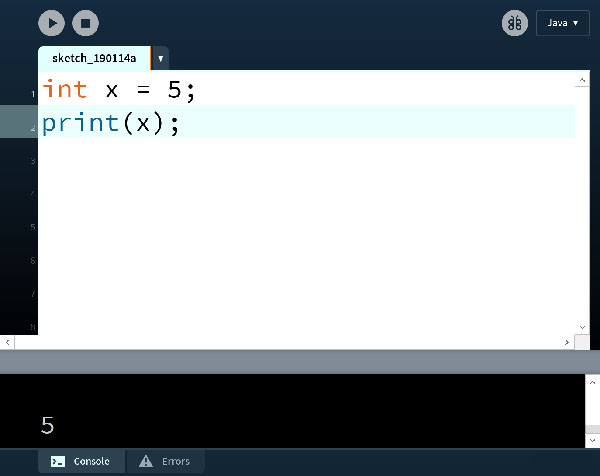 Java ▼
sketch_190114a ▼
1 int x = 5;
2 print(x);
3
4
5
6
7
8
5
Console Errors